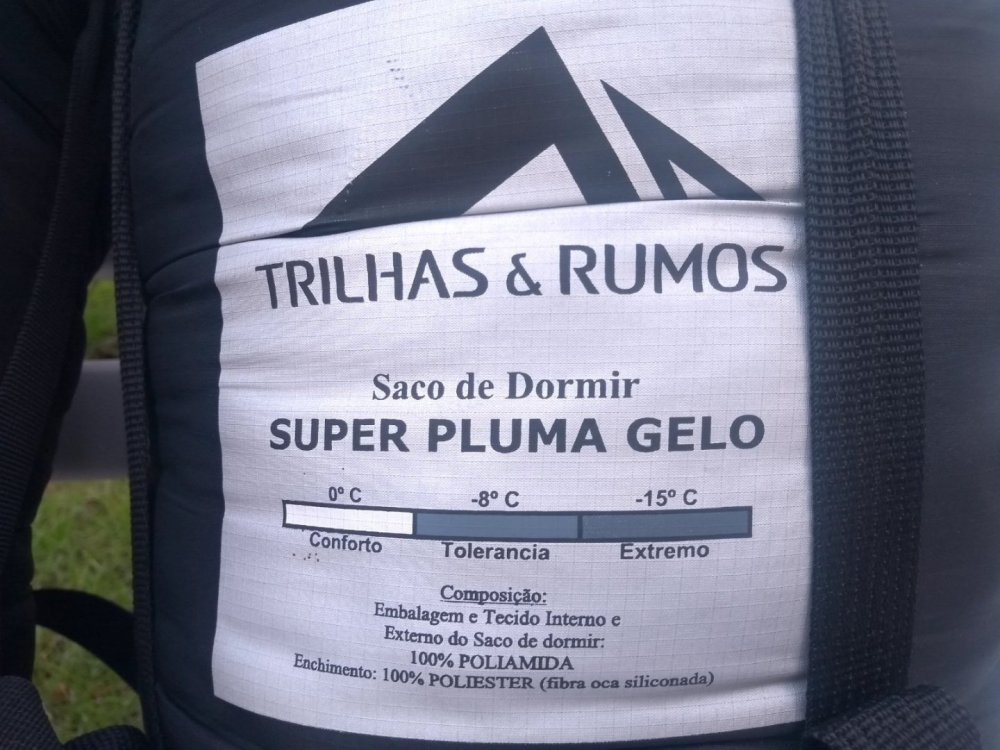 TRILHAS & RUMOS
Saco de Dormir
SUPER PLUMA GELO
0º C -8º C -15º C
Conforto Tolerancia Extremo
Composição:
Embalagem e Tecido Interno e
Externo do Saco de dormir:
100% POLIAMIDA
Enchimento: 100% POLIESTER (fibra oca siliconada)